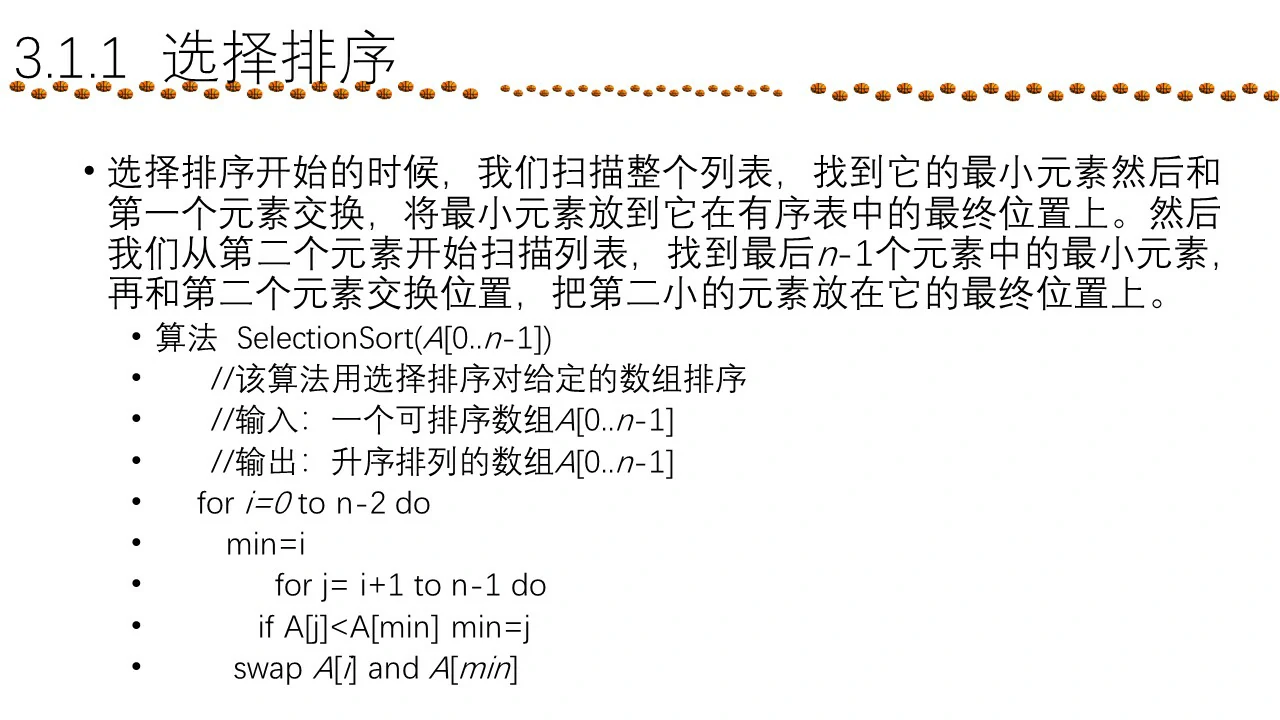 3.1.1 选择排序
• 选择排序开始的时候，我们扫描整个列表，找到它的最小元素然后和
第一个元素交换，将最小元素放到它在有序表中的最终位置上。然后
我们从第二个元素开始扫描列表，找到最后n-1个元素中的最小元素，
再和第二个元素交换位置，把第二小的元素放在它的最终位置上。
• 算法 SelectionSort(A[0..n-1])
• //该算法用选择排序对给定的数组排序
• //输入：一个可排序数组A[0..n-1]
• //输出：升序排列的数组A[0..n-1]
• for i=0 to n-2 do
• min=i
• for j= i+1 to n-1 do
• if A[j]<A[min] min=j
• swap A[i] and A[min]